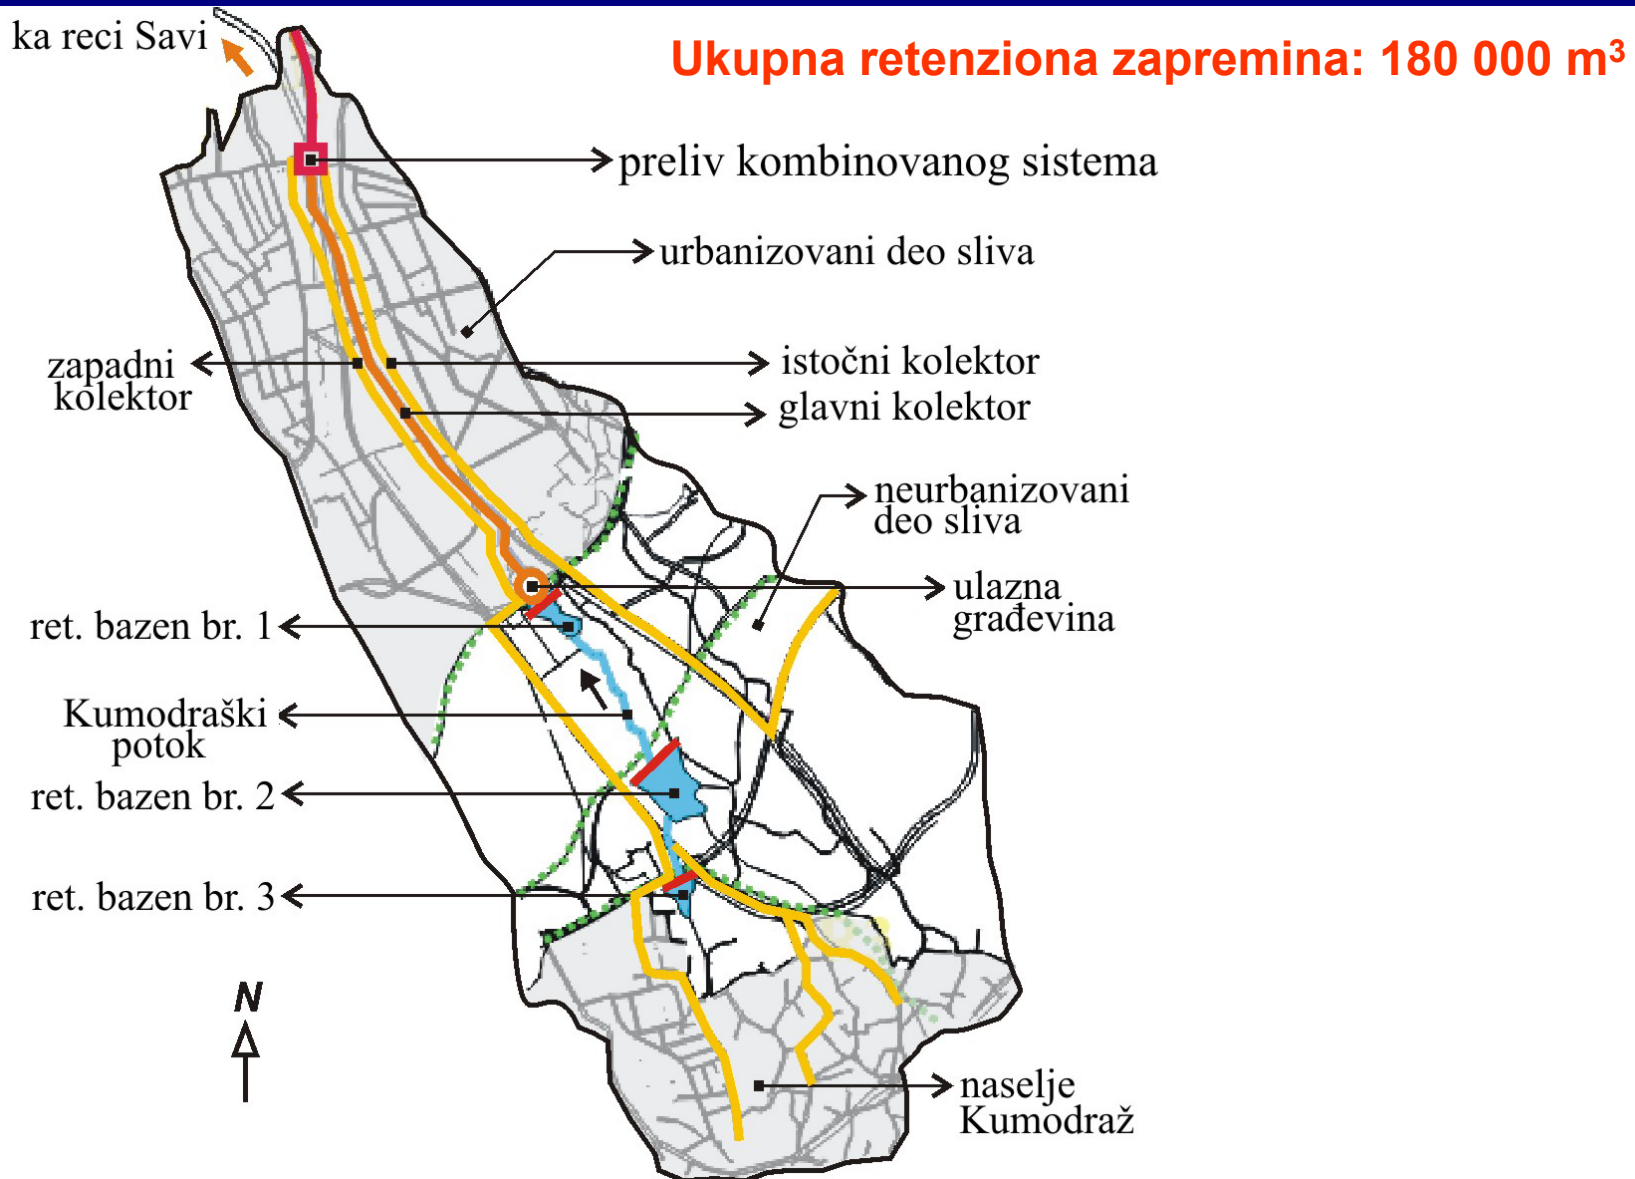 ka reci Savi
Ukupna retenziona zapremina: 180 000 m³
preliv kombinovanog sistema
urbanizovani deo sliva
zapadni
kolektor
istočni kolektor
glavni kolektor
neurbanizovani
deo sliva
ulazna
građevina
ret. bazen br. 1
Kumodraški
potok
ret. bazen br. 2
ret. bazen br. 3
N
naselje
Kumodraž